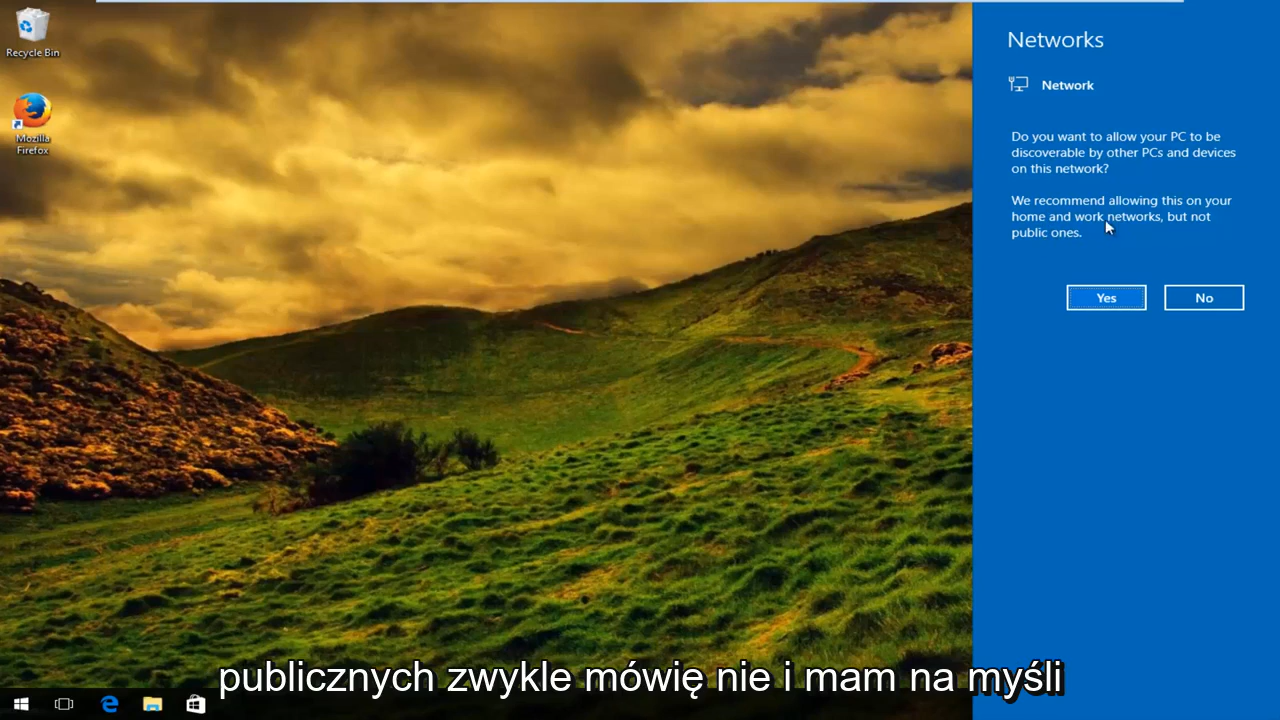 Recycle Bin
Mozilla
Firefox
Networks
Network
Do you want to allow your PC to be
discoverable by other PCs and devices
on this network?
We recommend allowing this on your
home and work networks, but not
public ones.
Yes
No
publicznych zwykle mówię nie i mam na myśli